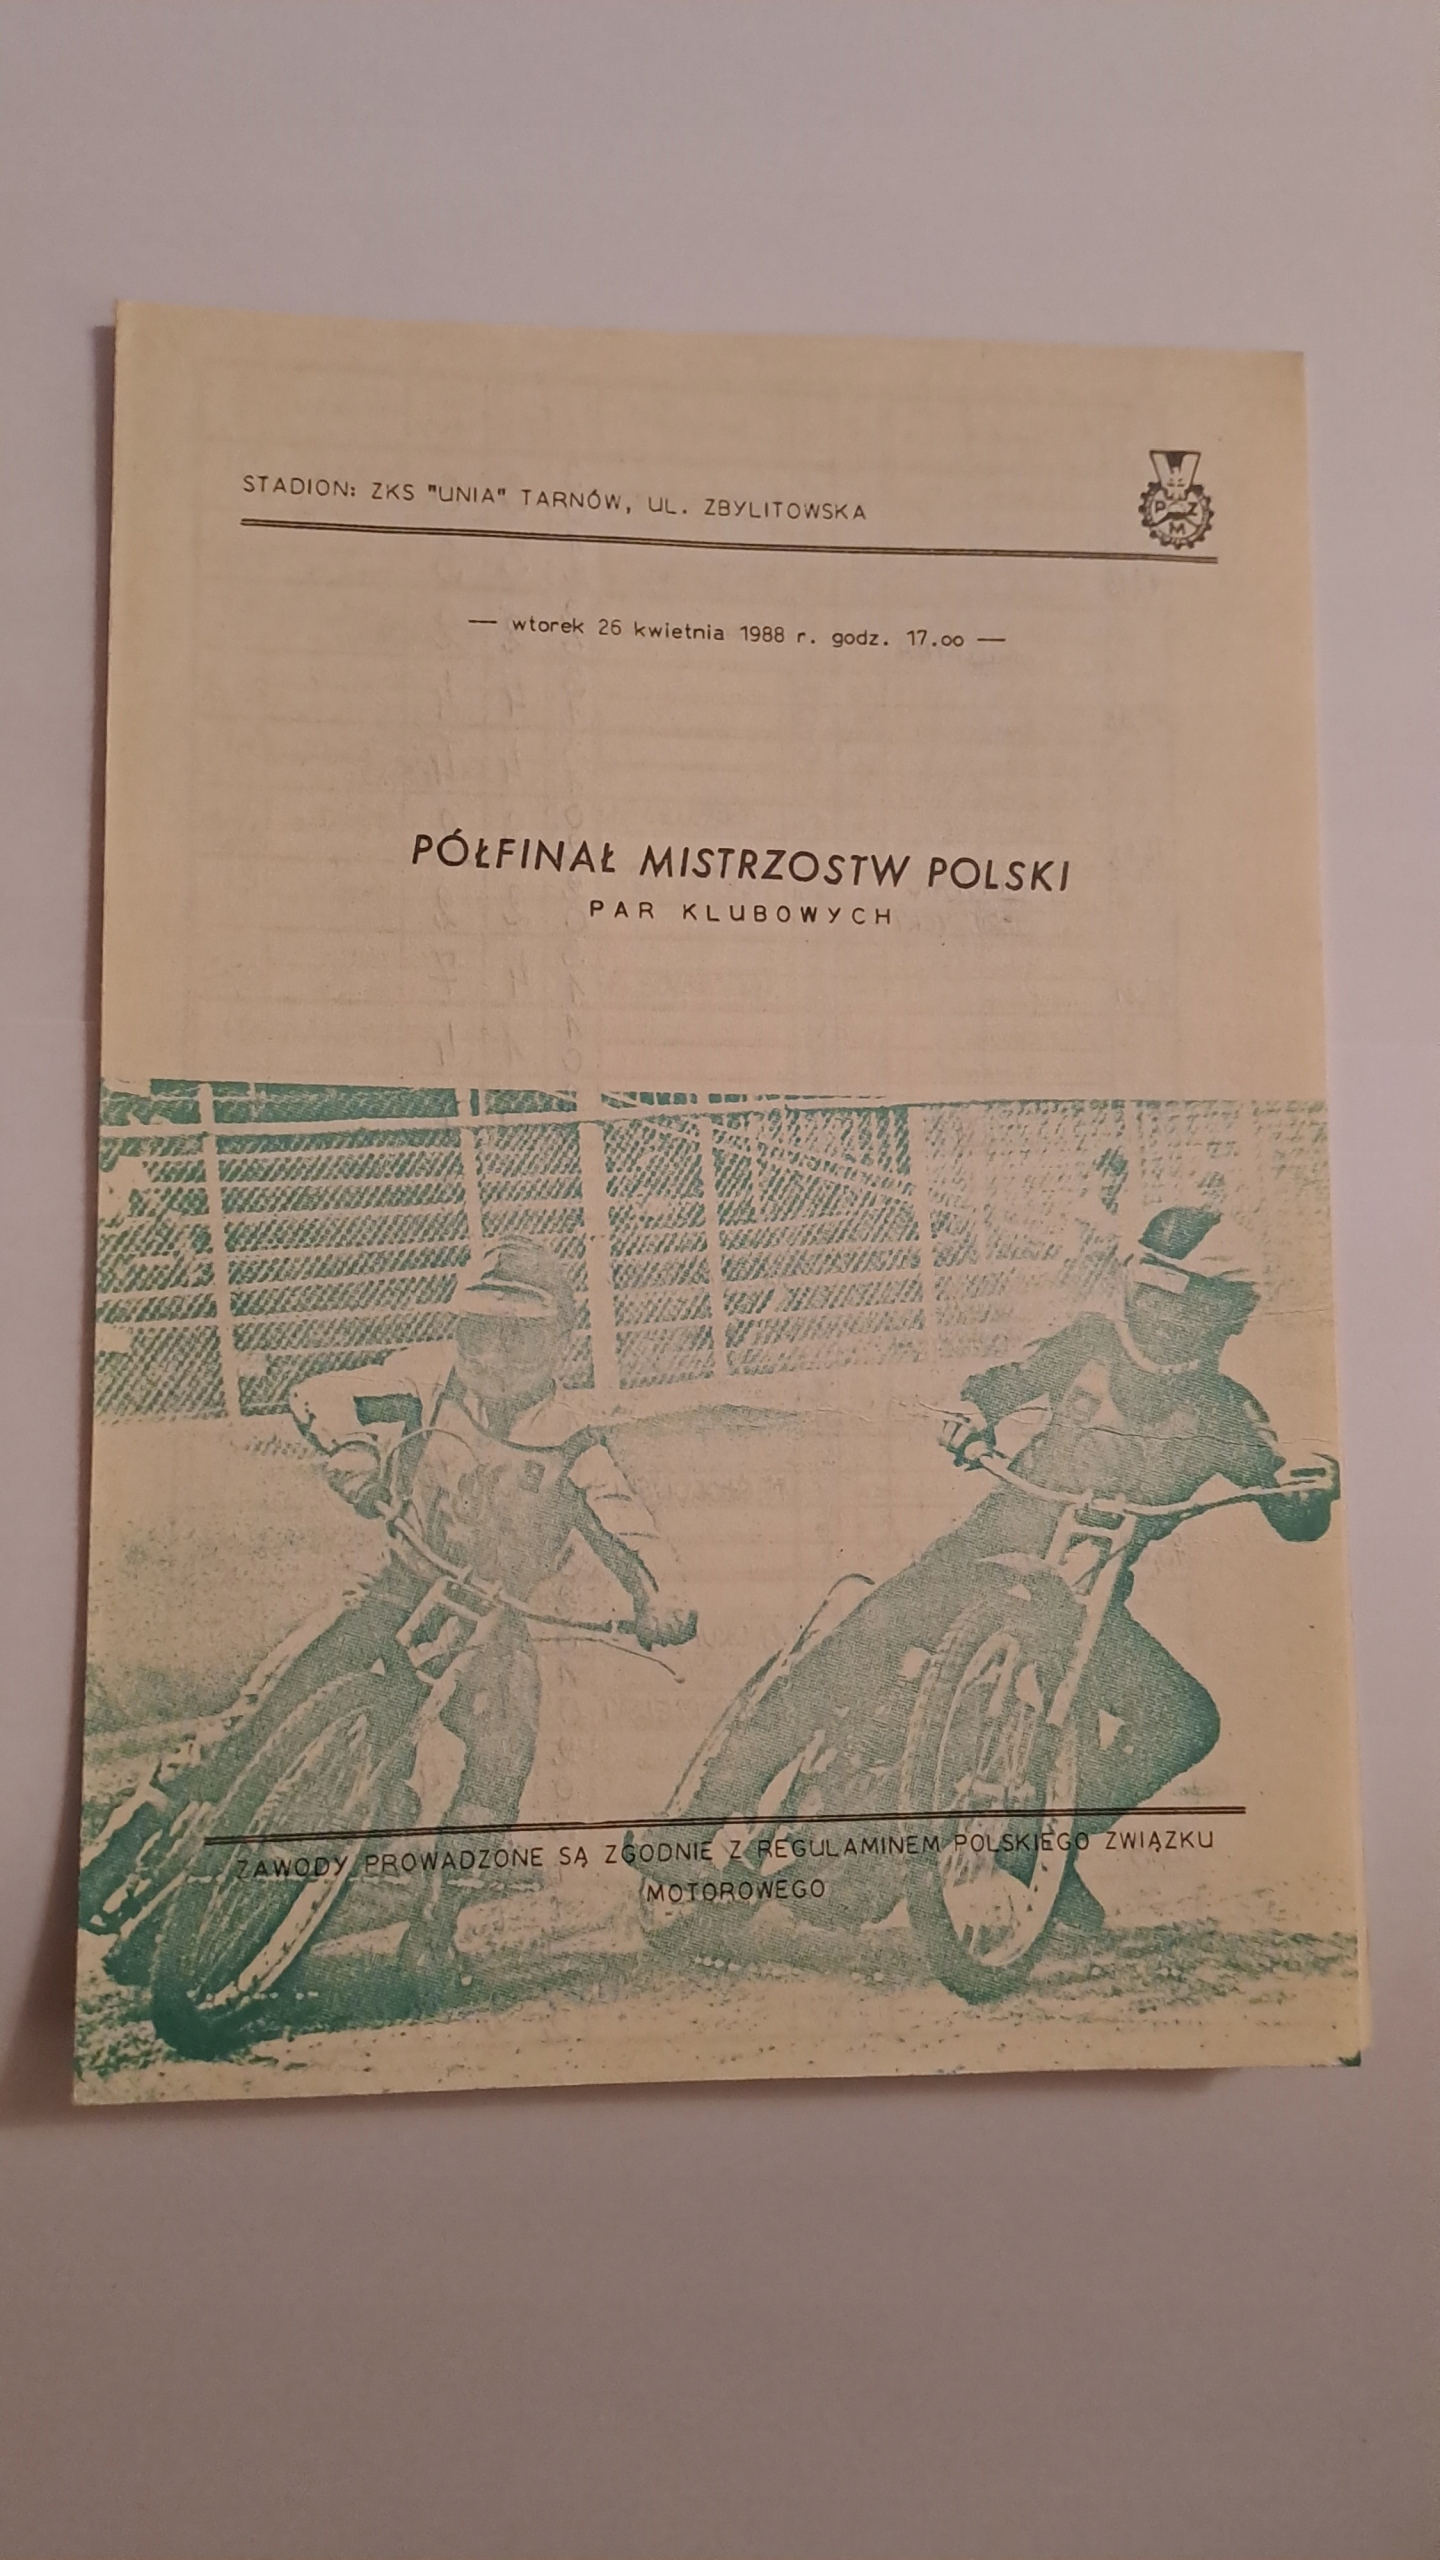 STADION: ZKS "UNIA" TARNÓW, UL. ZBYLITOWSKA
P Z
M
— wtorek 26 kwietnia 1988 r. godz. 17.oo —
PÓŁFINAŁ MISTRZOSTW POLSKI
PAR KLUBOWYCH
ZAWODY PROWADZONE SĄ ZGODNIE Z REGULAMINEM POLSKIEGO ZWIĄZKU
MOTOROWEGO